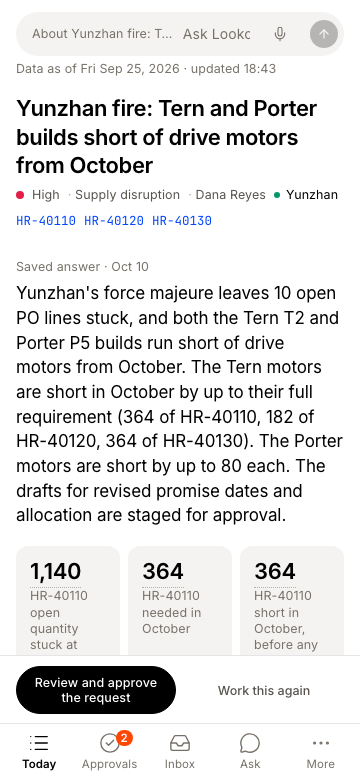 About Yunzhan fire: T... Ask
Data as of Fri Sep 25, 2026 · updated 18:43
Yunzhan fire: Tern and Porter
builds short of drive motors
from October
High · Supply disruption · Dana Reyes Yunzhan
HR-40110 HR-40120 HR-40130
Saved answer · Oct 10
Yunzhan's force majeure leaves 10 open
PO lines stuck, and both the Tern T2 and
Porter P5 builds run short of drive
motors from October. The Tern motors
are short in October by up to their full
requirement (364 of HR-40110, 182 of
HR-40120, 364 of HR-40130). The Porter
motors are short by up to 80 each. The
drafts for revised promise dates and
allocation are staged for approval.
1,140
HR-40110
open
quantity
stuck at
364
HR-40110
needed in
October
364
HR-40110
short in
October,
before any
Review and approve
the request
Work this again
2
Today Approvals Inbox Ask More